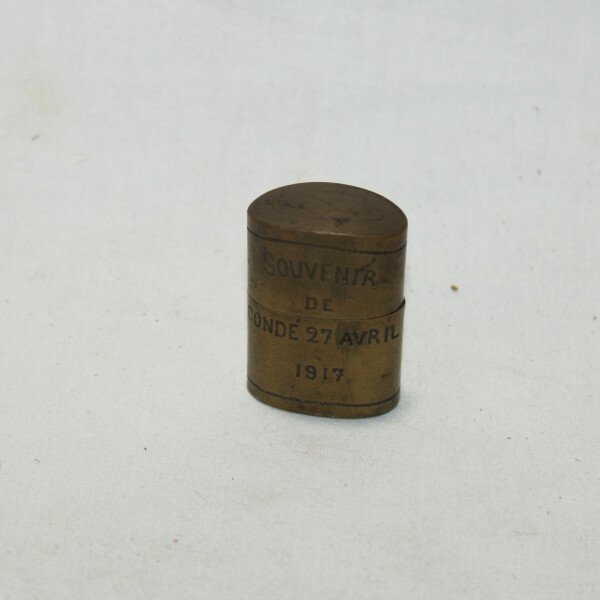 SOUVENIR
DE
CONDÉ 27 AVRIL
1917